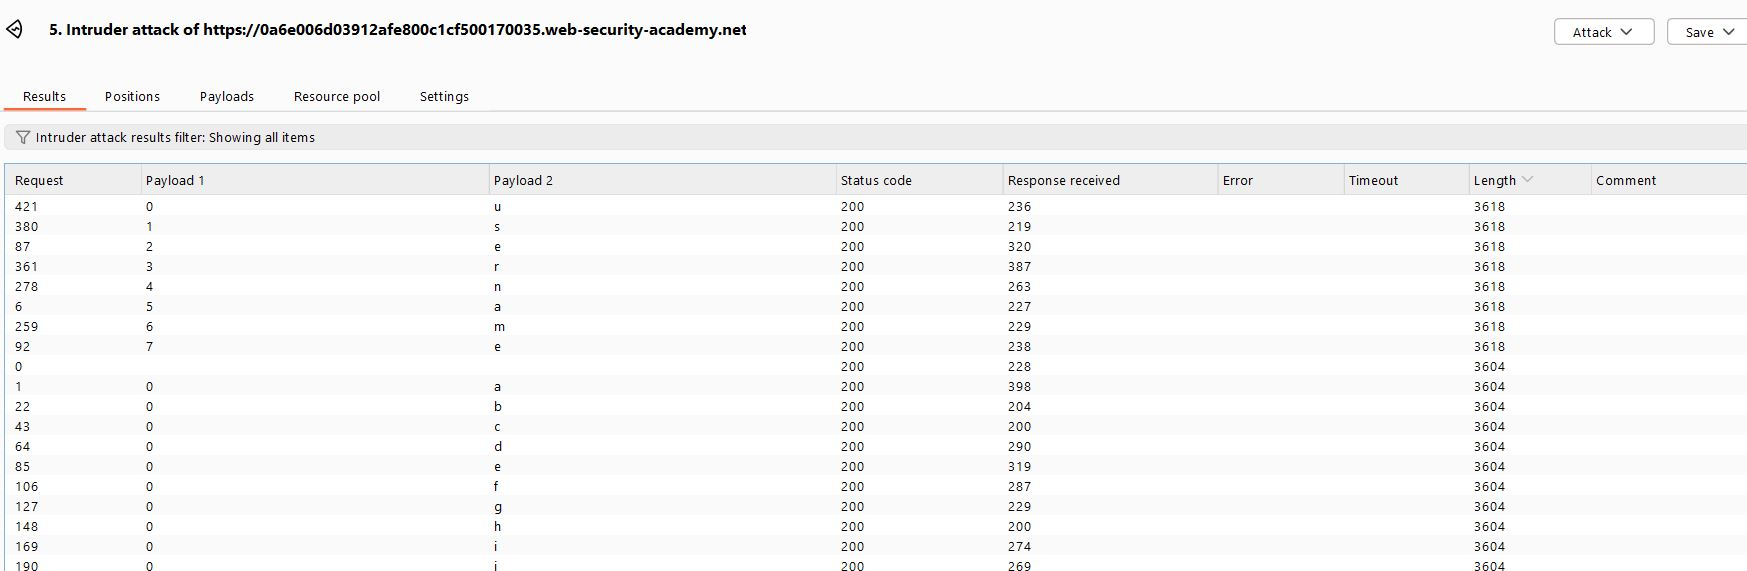 5. Intruder attack of https://0a6e006d03912afe800c1cf500170035.web-security-academy.net
Attack
Save
Results Positions Payloads Resource pool Settings
Intruder attack results filter: Showing all items
Request Payload 1 Payload 2 Status code Response received Error Timeout Length Comment
421 0 u 200 236 3618
380 1 s 200 219 3618
87 2 e 200 320 3618
361 3 r 200 387 3618
278 4 n 200 263 3618
6 5 a 200 227 3618
259 6 m 200 229 3618
92 7 e 200 238 3618
0 200 228 3604
1 0 a 200 398 3604
22 0 b 200 204 3604
43 0 c 200 200 3604
64 0 d 200 290 3604
85 0 e 200 319 3604
106 0 f 200 287 3604
127 0 g 200 229 3604
148 0 h 200 200 3604
169 0 i 200 274 3604
190 0 j 200 269 3604